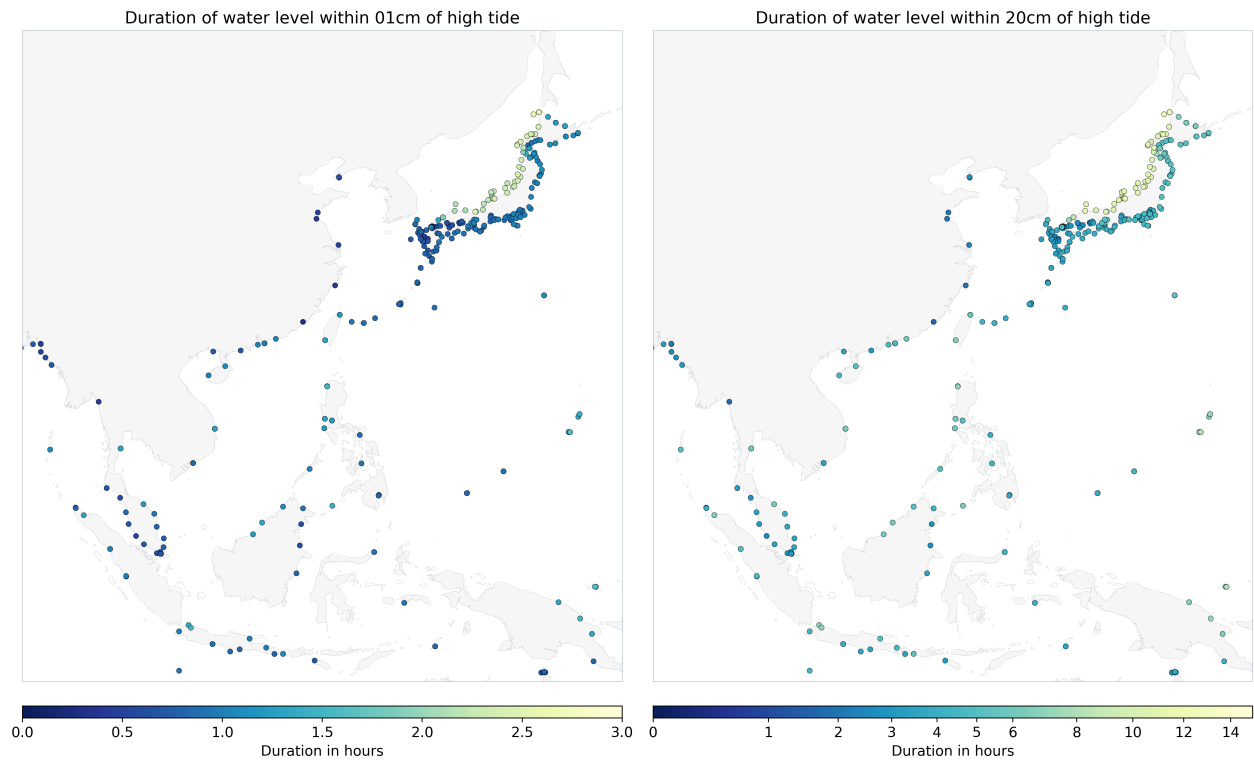 Duration of water level within 01cm of high tide
Duration of water level within 20cm of high tide
0.0 0.5 1.0 1.5 2.0 2.5 3.0
Duration in hours
0 1 2 3 4 5 6 8 10 12 14
Duration in hours